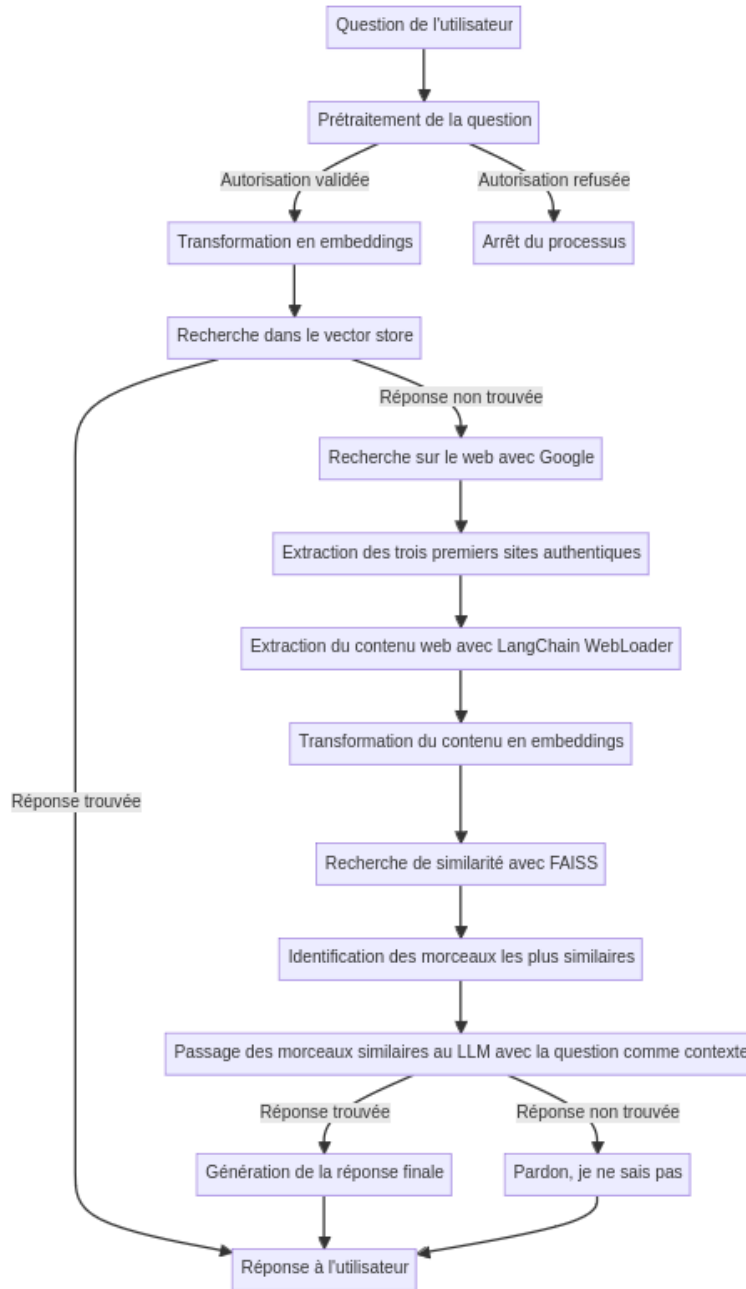 Question de l'utilisateur
Prétraitement de la question
Autorisation validée
Autorisation refusée
Transformation en embeddings
Arrêt du processus
Recherche dans le vector store
Réponse non trouvée
Recherche sur le web avec Google
Extraction des trois premiers sites authentiques
Extraction du contenu web avec LangChain WebLoader
Transformation du contenu en embeddings
Réponse trouvée
Recherche de similarité avec FAISS
Identification des morceaux les plus similaires
Passage des morceaux similaires au LLM avec la question comme contexte
Réponse trouvée
Réponse non trouvée
Génération de la réponse finale
Pardon, je ne sais pas
Réponse à l'utilisateur